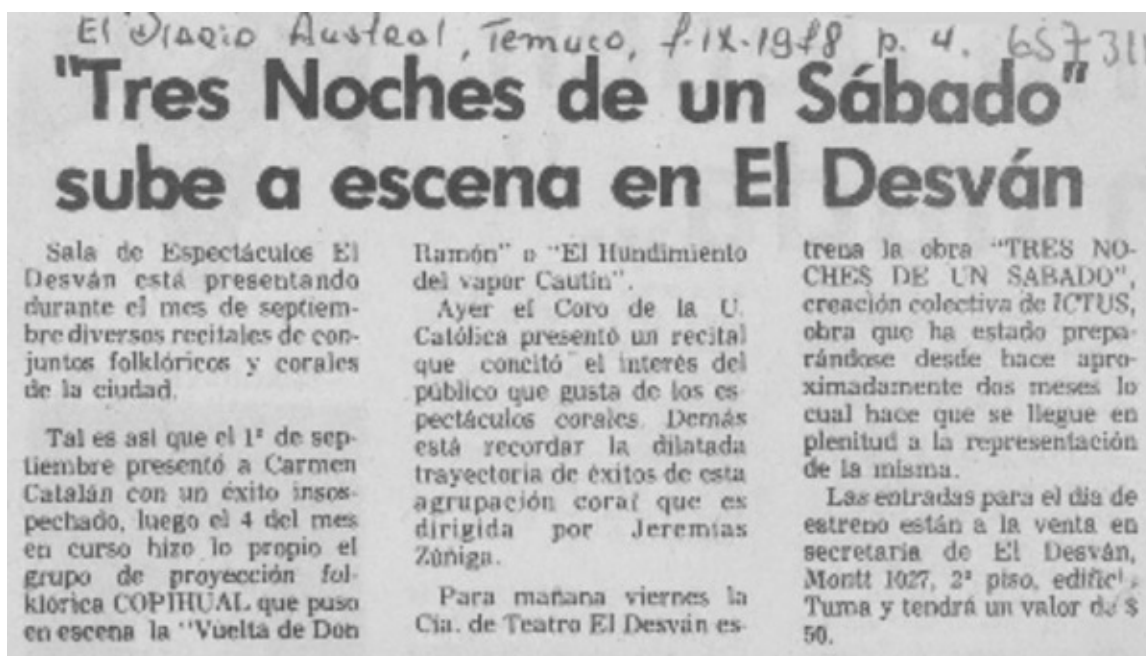 El Diario Austral, Temuco, IX-1978 p. 4. 657311
"Tres Noches de un Sábado"
sube a escena en El Desván
Sala de Espectáculos El
Desván está presentando
durante el mes de septiem-
bre diversos recitales de con-
juntos folklóricos y corales
de la ciudad.
Tal es así que el 1º de sep-
tiembre presentó a Carmen
Catalán con un éxito insos-
pechado, luego el 4 del mes
en curso hizo lo propio el
grupo de proyección fol-
klórica COPIHUAL que puso
en escena la "Vuelta de Don
Ramón" o "El Hundimiento
del vapor Cautín".
Ayer el Coro de la U.
Católica presentó un recital
que concitó el interés del
público que gusta de los es-
pectáculos corales. Demás
está recordar la dilatada
trayectoria de éxitos de esta
agrupación coral que es
dirigida por Jeremías
Zúñiga.
Para mañana viernes la
Cía. de Teatro El Desván es-
trena la obra "TRES NO-
CHES DE UN SABADO",
creación colectiva de ICTUS,
obra que ha estado prepa-
rándose desde hace apro-
ximadamente dos meses lo
cual hace que se llegue en
plenitud a la representación
de la misma.
Las entradas para el día de
estreno están a la venta en
secretaría de El Desván,
Montt 1027, 2º piso, edific
Tuma y tendrá un valor de $
50.